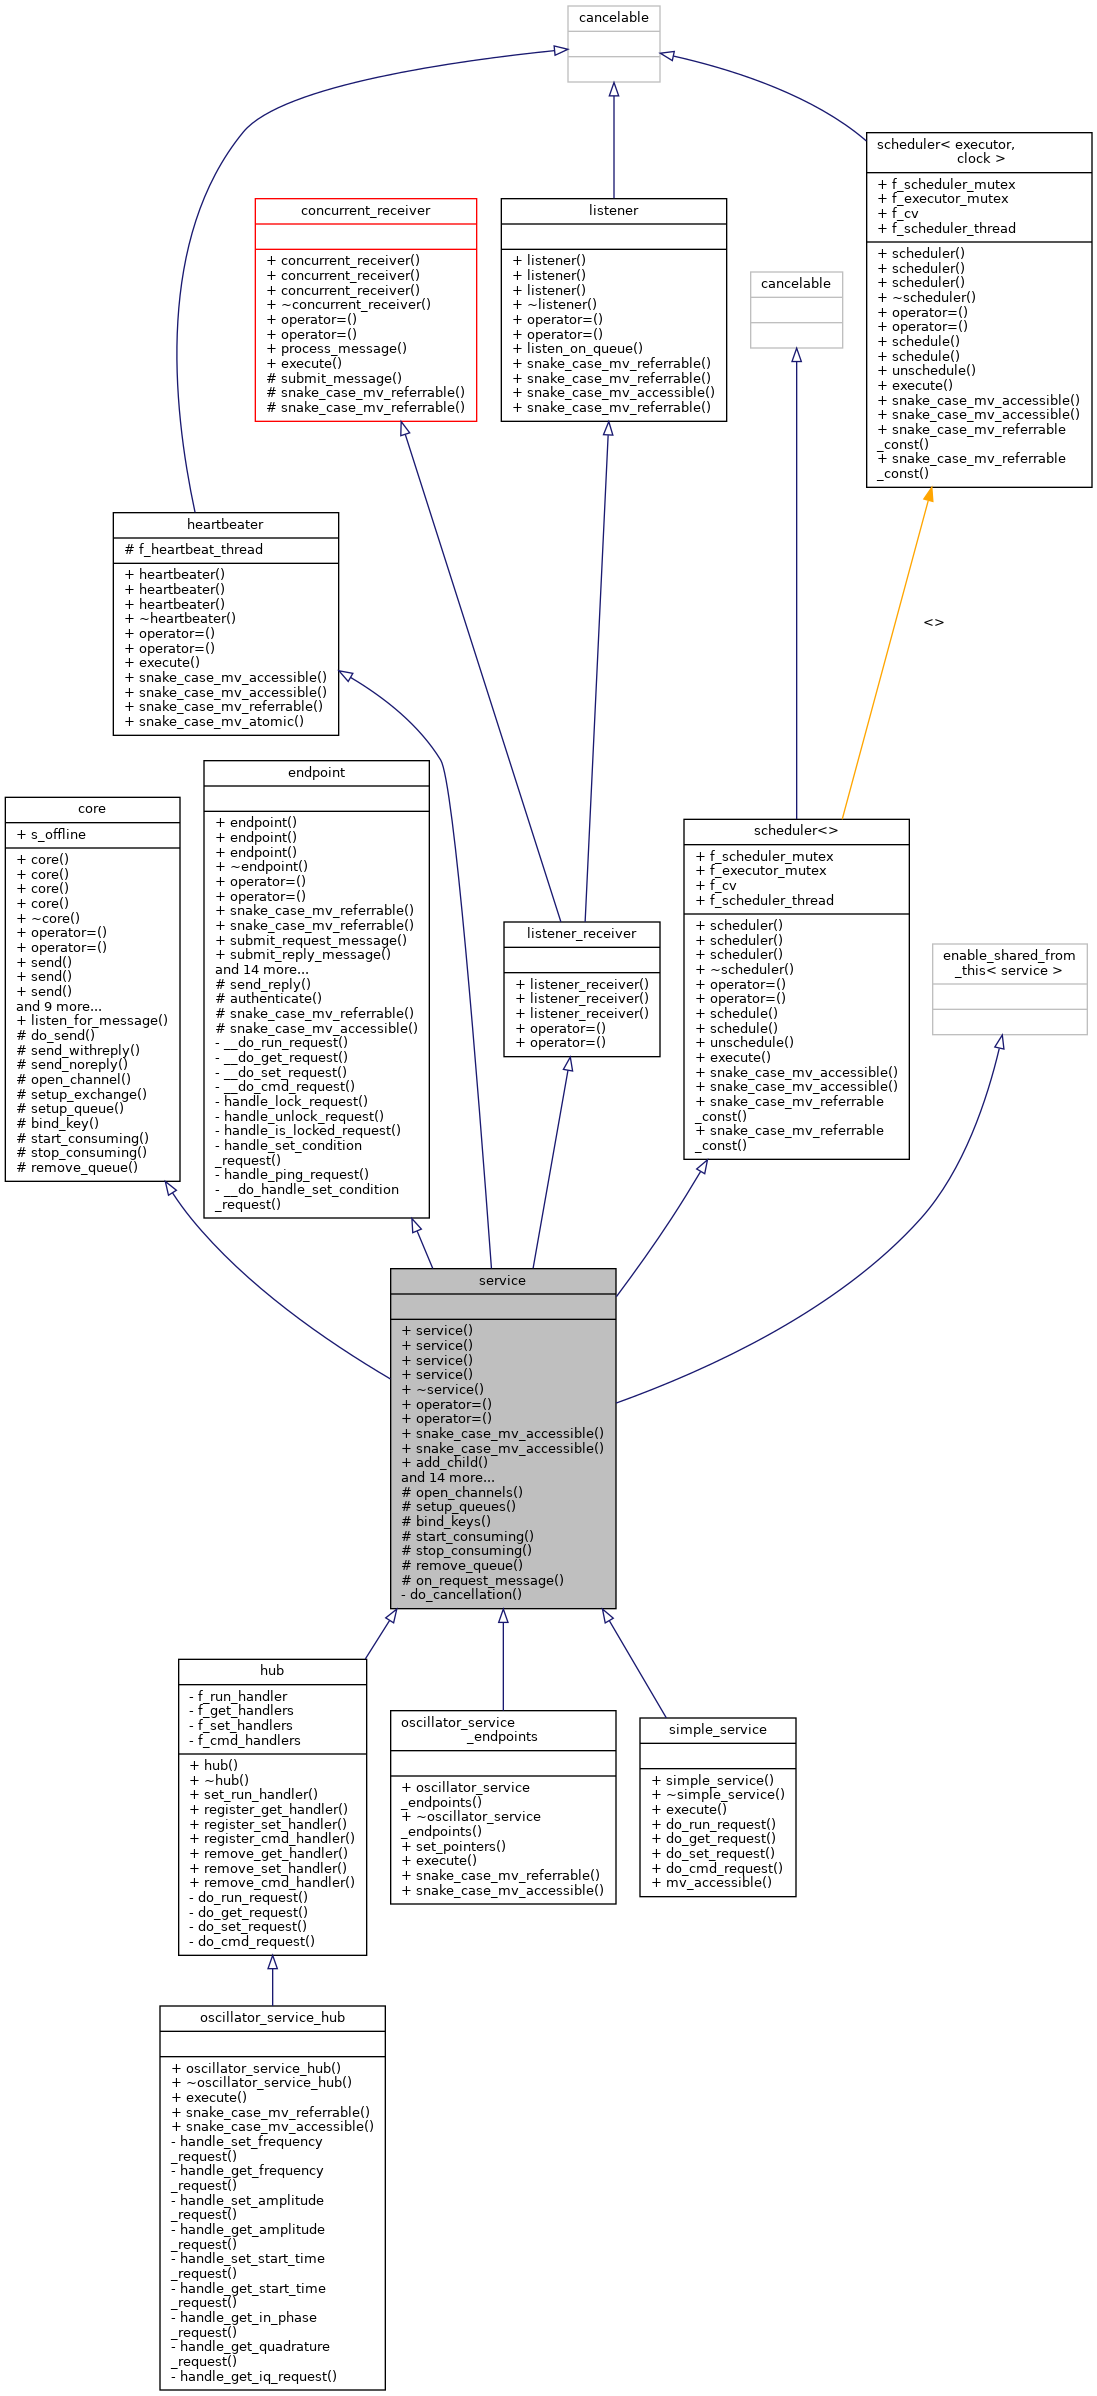 cancelable
scheduler< executor,
clock >
+ f_scheduler_mutex
+ f_executor_mutex
+ f_cv
+ f_scheduler_thread
+ scheduler()
+ scheduler()
+ scheduler()
+ ~scheduler()
+ operator=()
+ operator=()
+ schedule()
+ schedule()
+ unschedule()
+ execute()
+ snake_case_mv_accessible()
+ snake_case_mv_accessible()
+ snake_case_mv_referrable
_const()
+ snake_case_mv_referrable
_const()
concurrent_receiver
+ concurrent_receiver()
+ concurrent_receiver()
+ concurrent_receiver()
+ ~concurrent_receiver()
+ operator=()
+ operator=()
+ process_message()
+ execute()
# submit_message()
# snake_case_mv_referrable()
# snake_case_mv_referrable()
listener
+ listener()
+ listener()
+ listener()
+ ~listener()
+ operator=()
+ operator=()
+ listen_on_queue()
+ snake_case_mv_referrable()
+ snake_case_mv_referrable()
+ snake_case_mv_accessible()
+ snake_case_mv_referrable()
cancelable
heartbeater
# f_heartbeat_thread
+ heartbeater()
+ heartbeater()
+ heartbeater()
+ ~heartbeater()
+ operator=()
+ operator=()
+ execute()
+ snake_case_mv_accessible()
+ snake_case_mv_accessible()
+ snake_case_mv_referrable()
+ snake_case_mv_atomic()
<>
core
+ s_offline
+ core()
+ core()
+ core()
+ core()
+ ~core()
+ operator=()
+ operator=()
+ send()
+ send()
+ send()
and 9 more...
+ listen_for_message()
# do_send()
# send_withreply()
# send_noreply()
# open_channel()
# setup_exchange()
# setup_queue()
# bind_key()
# start_consuming()
# stop_consuming()
# remove_queue()
endpoint
+ endpoint()
+ endpoint()
+ endpoint()
+ ~endpoint()
+ operator=()
+ operator=()
+ snake_case_mv_referrable()
+ snake_case_mv_referrable()
+ submit_request_message()
+ submit_reply_message()
and 14 more...
# send_reply()
# authenticate()
# snake_case_mv_referrable()
# snake_case_mv_accessible()
- __do_run_request()
- __do_get_request()
- __do_set_request()
- __do_cmd_request()
- handle_lock_request()
- handle_unlock_request()
- handle_is_locked_request()
- handle_set_condition
_request()
- handle_ping_request()
- __do_handle_set_condition
_request()
listener_receiver
+ listener_receiver()
+ listener_receiver()
+ listener_receiver()
+ operator=()
+ operator=()
scheduler<>
+ f_scheduler_mutex
+ f_executor_mutex
+ f_cv
+ f_scheduler_thread
+ scheduler()
+ scheduler()
+ scheduler()
+ ~scheduler()
+ operator=()
+ operator=()
+ schedule()
+ schedule()
+ unschedule()
+ execute()
+ snake_case_mv_accessible()
+ snake_case_mv_accessible()
+ snake_case_mv_referrable
_const()
+ snake_case_mv_referrable
_const()
enable_shared_from
_this< service >
service
+ service()
+ service()
+ service()
+ service()
+ ~service()
+ operator=()
+ operator=()
+ snake_case_mv_accessible()
+ snake_case_mv_accessible()
+ add_child()
and 14 more...
# open_channels()
# setup_queues()
# bind_keys()
# start_consuming()
# stop_consuming()
# remove_queue()
# on_request_message()
- do_cancellation()
hub
- f_run_handler
- f_get_handlers
- f_set_handlers
- f_cmd_handlers
+ hub()
+ ~hub()
+ set_run_handler()
+ register_get_handler()
+ register_set_handler()
+ register_cmd_handler()
+ remove_get_handler()
+ remove_set_handler()
+ remove_cmd_handler()
- do_run_request()
- do_get_request()
- do_set_request()
- do_cmd_request()
oscillator_service
_endpoints
+ oscillator_service
_endpoints()
+ ~oscillator_service
_endpoints()
+ set_pointers()
+ execute()
+ snake_case_mv_referrable()
+ snake_case_mv_accessible()
simple_service
+ simple_service()
+ ~simple_service()
+ execute()
+ do_run_request()
+ do_get_request()
+ do_set_request()
+ do_cmd_request()
+ mv_accessible()
oscillator_service_hub
+ oscillator_service_hub()
+ ~oscillator_service_hub()
+ execute()
+ snake_case_mv_referrable()
+ snake_case_mv_accessible()
- handle_set_frequency
_request()
- handle_get_frequency
_request()
- handle_set_amplitude
_request()
- handle_get_amplitude
_request()
- handle_set_start_time
_request()
- handle_get_start_time
_request()
- handle_get_in_phase
_request()
- handle_get_quadrature
_request()
- handle_get_iq_request()